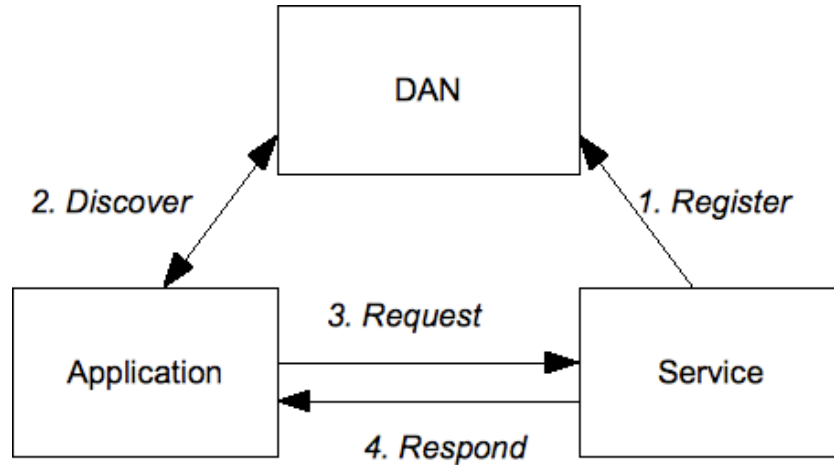 DAN
2. Discover
1. Register
3. Request
Application
Service
4. Respond